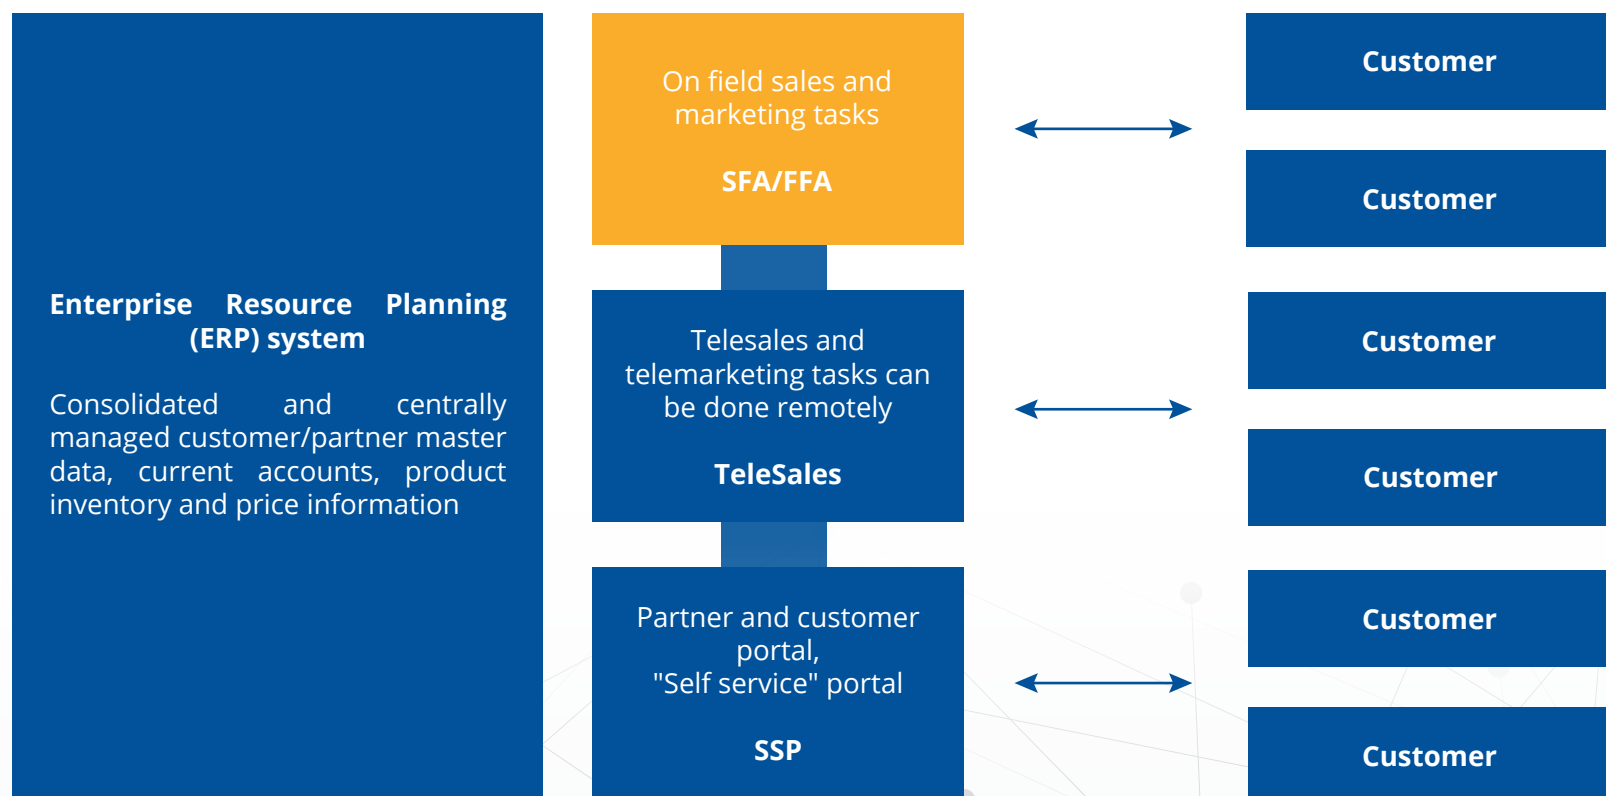 Enterprise Resource Planning
(ERP) system
Consolidated and centrally
managed customer/partner master
data, current accounts, product
inventory and price information
On field sales and
marketing tasks
SFA/FFA
Telesales and
telemarketing tasks can
be done remotely
TeleSales
Partner and customer
portal,
"Self service" portal
SSP
Customer
Customer
Customer
Customer
Customer
Customer